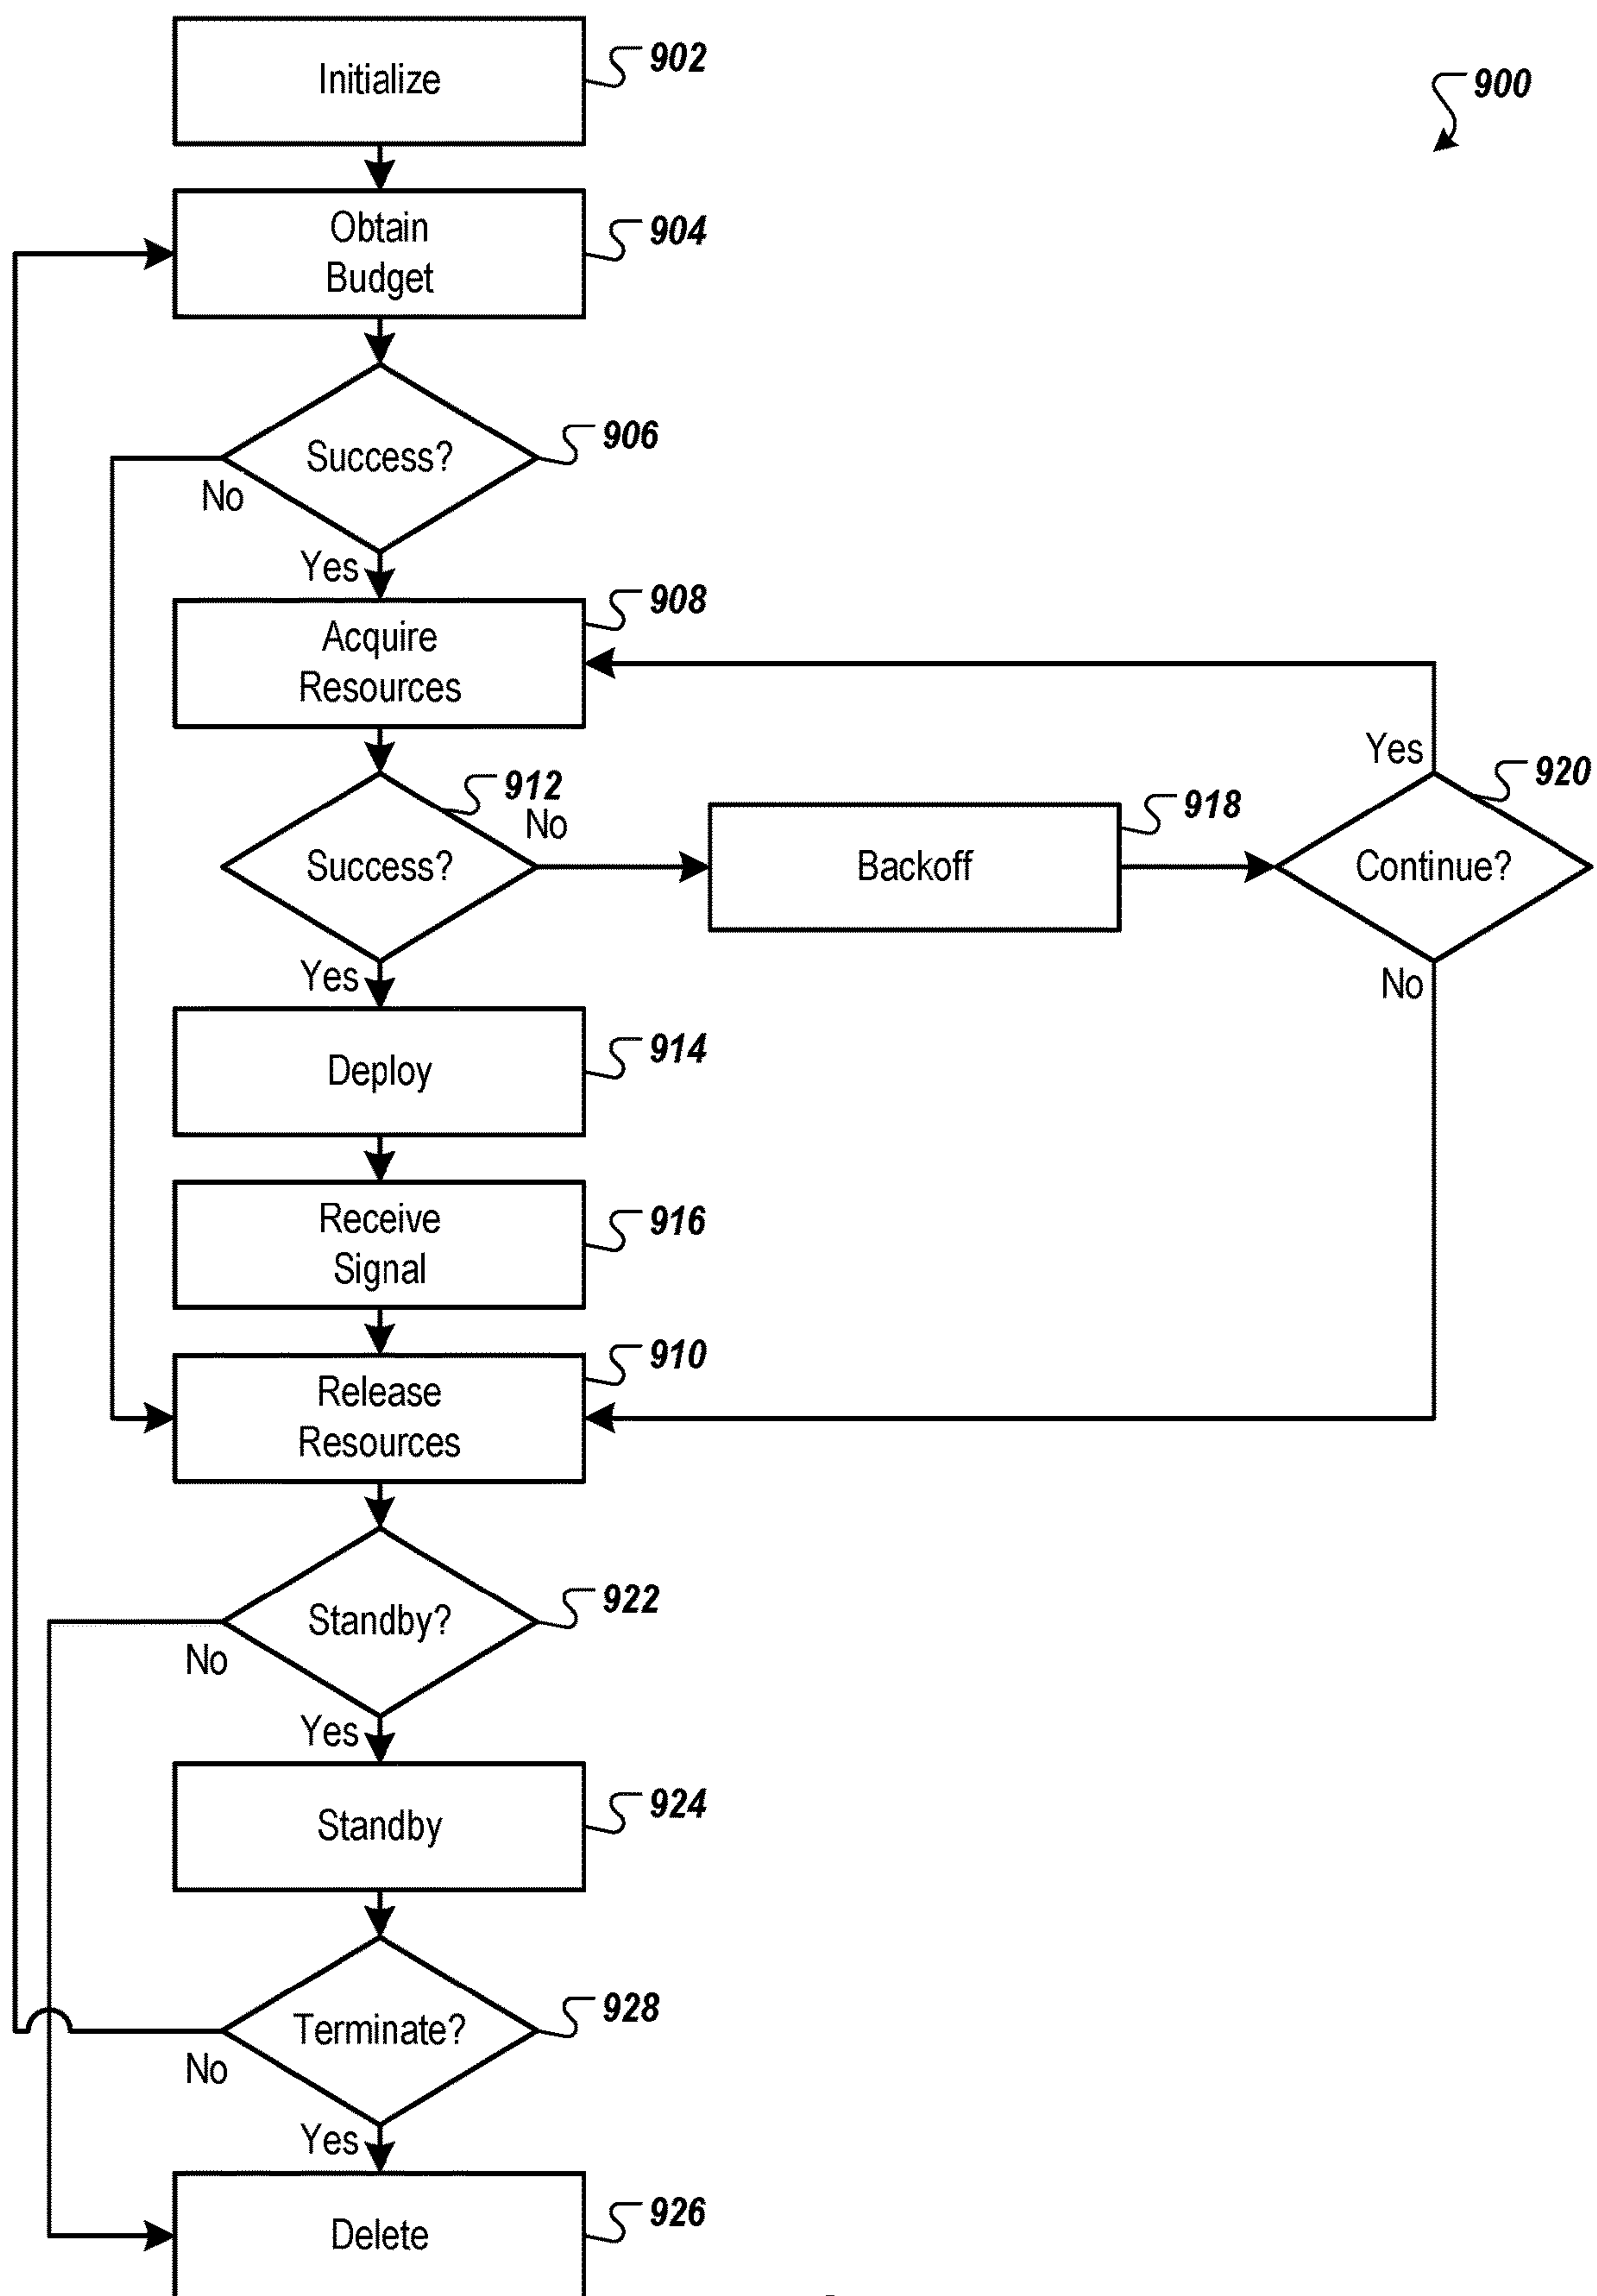 Initialize
902
900
Obtain
Budget
904
Success?
906
No
Yes
908
Acquire
Resources
Yes
920
912
No
918
Success?
Backoff
Continue?
Yes
No
Deploy
914
Receive
Signal
916
910
Release
Resources
Standby?
922
No
Yes
Standby
924
Terminate?
928
No
Yes
Delete
926